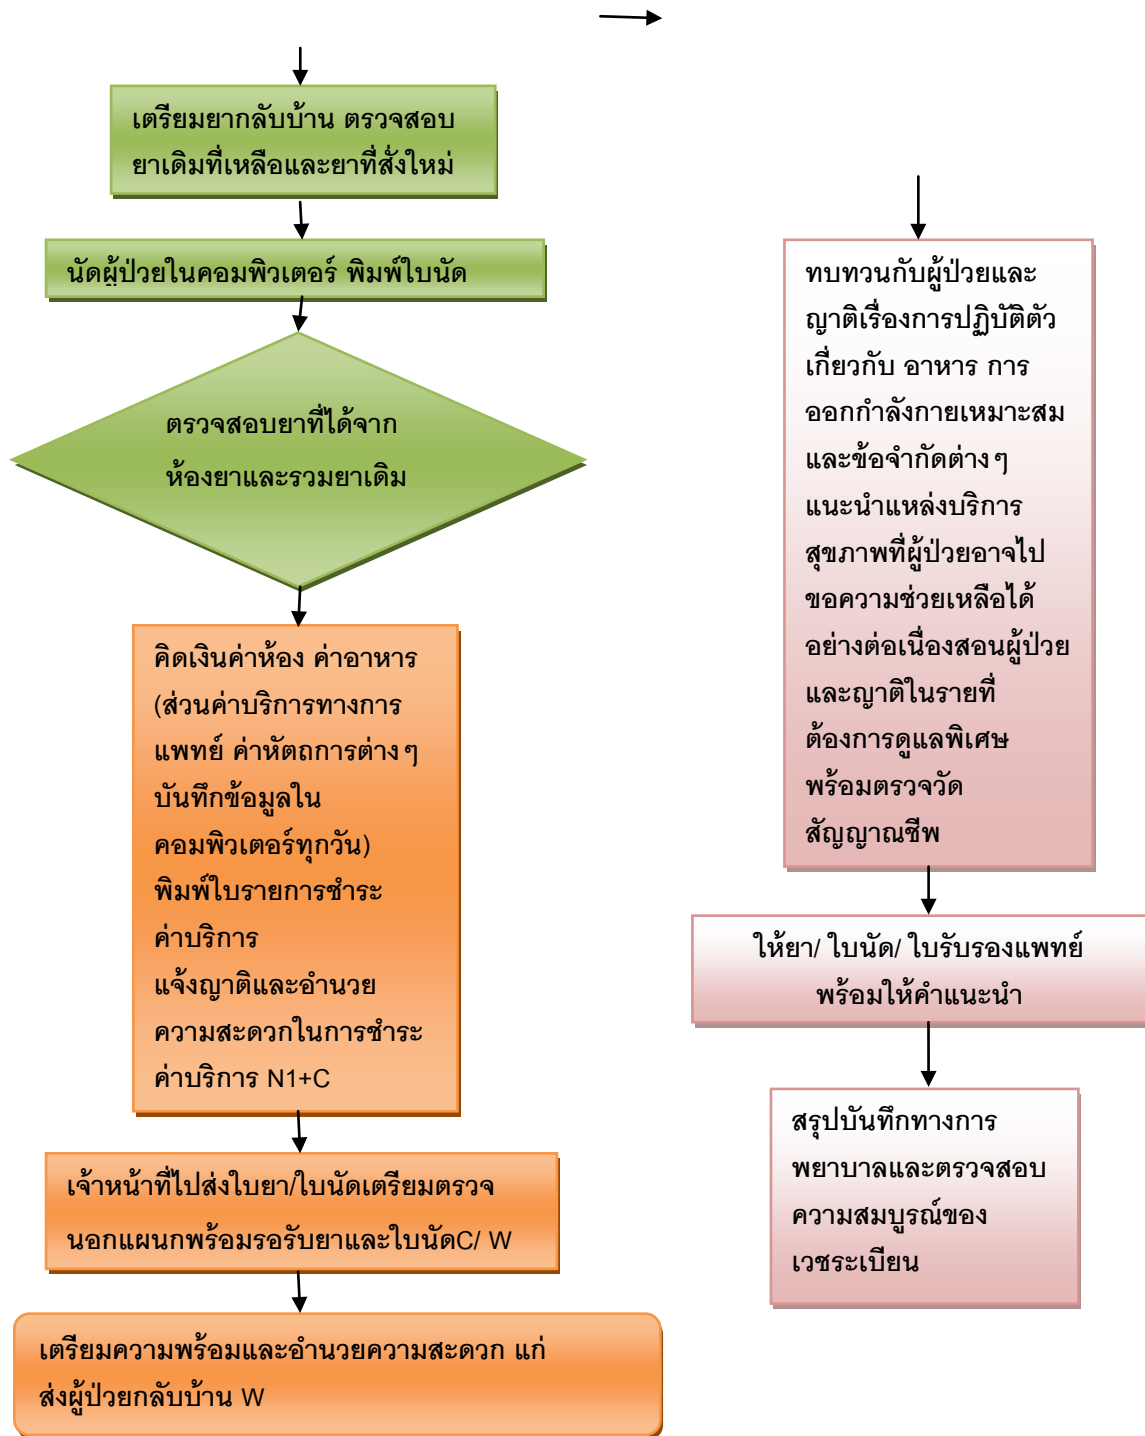 เตรียมยากลับบ้าน ตรวจสอบ
ยาเดิมที่เหลือและยาที่สั่งใหม่
นัดผู้ป่วยในคอมพิวเตอร์ พิมพ์ใบนัด
ตรวจสอบยาที่ได้จาก
ห้องยาและรวมยาเดิม
คิดเงินค่าห้อง ค่าอาหาร
(ส่วนค่าบริการทางการ
แพทย์ ค่าหัตถการต่าง ๆ
บันทึกข้อมูลใน
คอมพิวเตอร์ทุกวัน)
พิมพ์ใบรายการชำระ
ค่าบริการ
แจ้งญาติและอำนวย
ความสะดวกในการชำระ
ค่าบริการ N1+C
เจ้าหน้าที่ไปส่งใบยา/ใบนัดเตรียมตรวจ
นอกแผนกพร้อมรอรับยาและใบนัดC/ W
เตรียมความพร้อมและอำนวยความสะดวก แก่
ส่งผู้ป่วยกลับบ้าน W
ทบทวนกับผู้ป่วยและ
ญาติเรื่องการปฏิบัติตัว
เกี่ยวกับ อาหาร การ
ออกกำลังกายเหมาะสม
และข้อจำกัดต่าง ๆ
แนะนำแหล่งบริการ
สุขภาพที่ผู้ป่วยอาจไป
ขอความช่วยเหลือได้
อย่างต่อเนื่องสอนผู้ป่วย
และญาติในรายที่
ต้องการดูแลพิเศษ
พร้อมตรวจวัด
สัญญาณชีพ
ให้ยา/ ใบนัด/ ใบรับรองแพทย์
พร้อมให้คำแนะนำ
สรุปบันทึกทางการ
พยาบาลและตรวจสอบ
ความสมบูรณ์ของ
เวชระเบียน